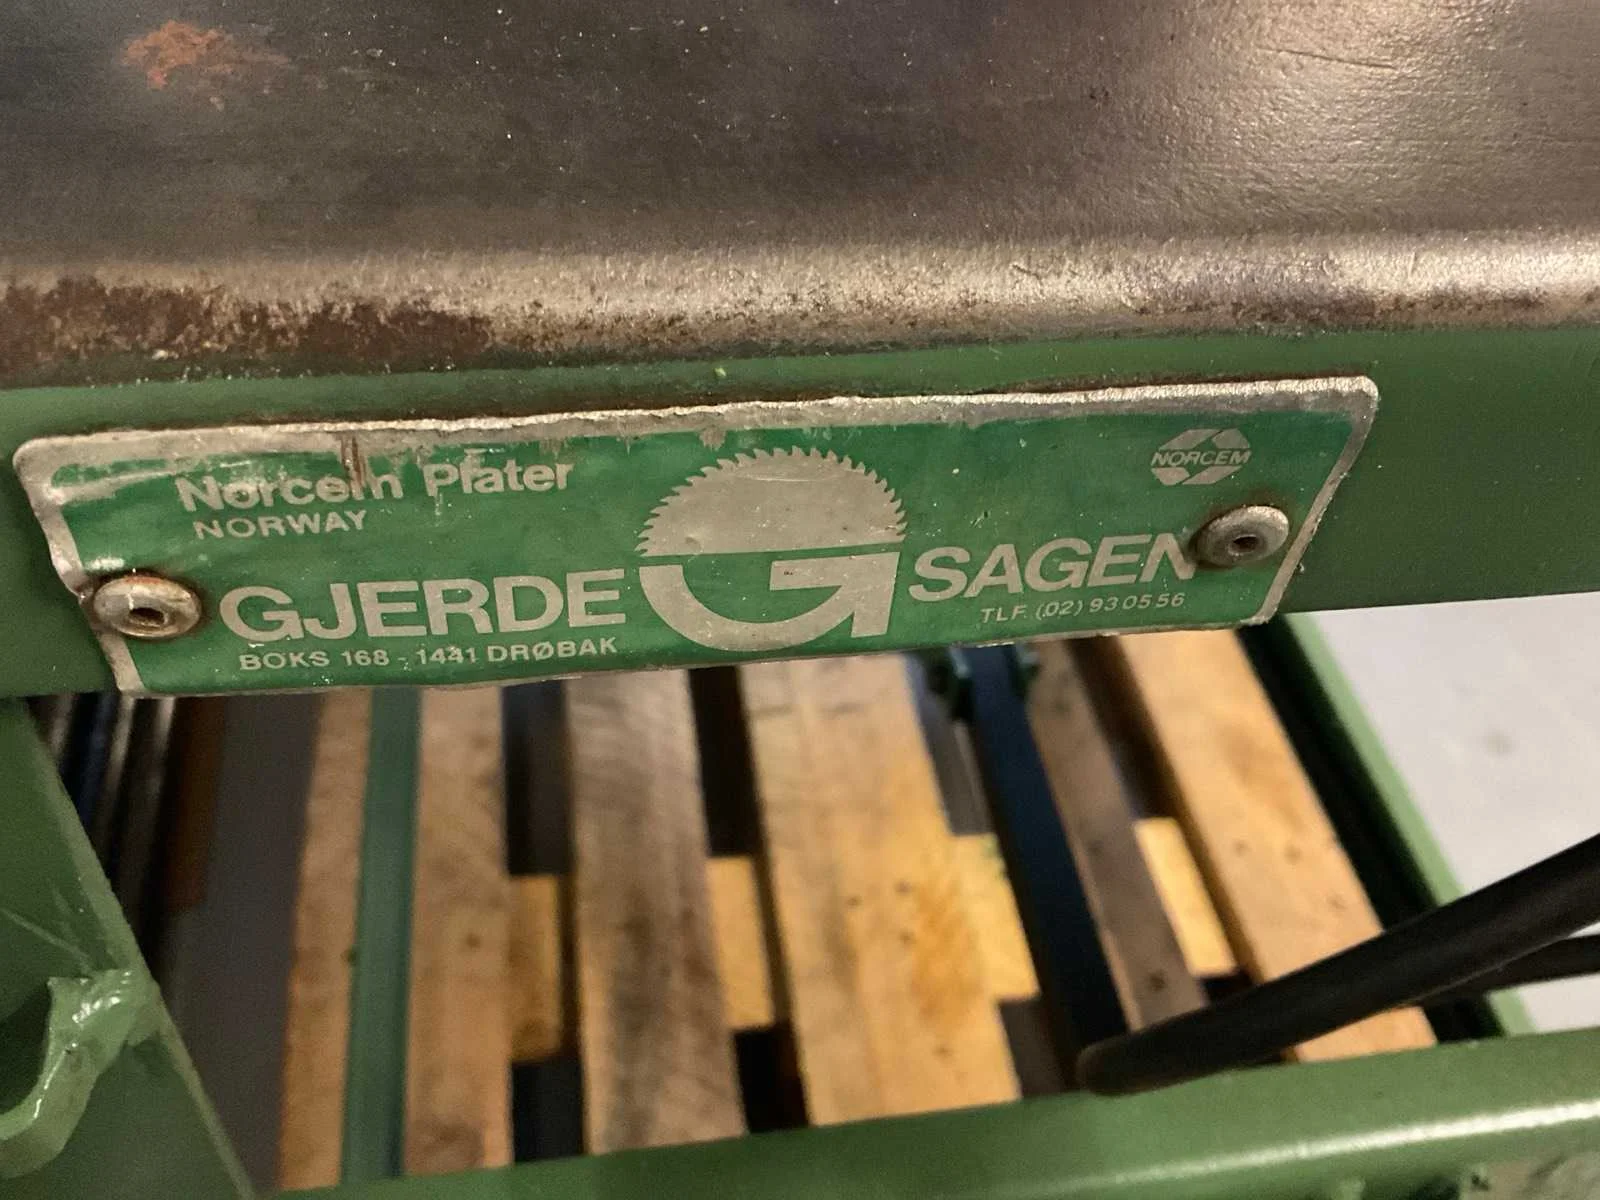 Norcem Plater
NORWAY
NORCEM
GJERDE G SAGEN
BOKS 168 - 1441 DRØBAK
TLF. (02) 93 05 56